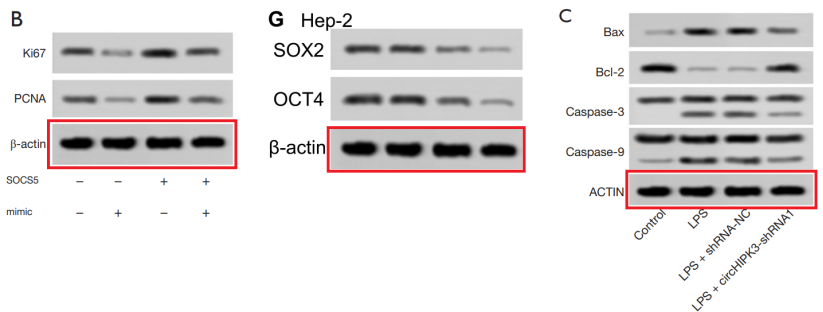 B
Ki67
PCNA
β-actin
SOCS5 – – + +
mimic – + – +
G Hep-2
SOX2
OCT4
β-actin
C
Bax
Bcl-2
Caspase-3
Caspase-9
ACTIN
Control
LPS
LPS + shRNA-NC
LPS + circHIPK3-shRNA1